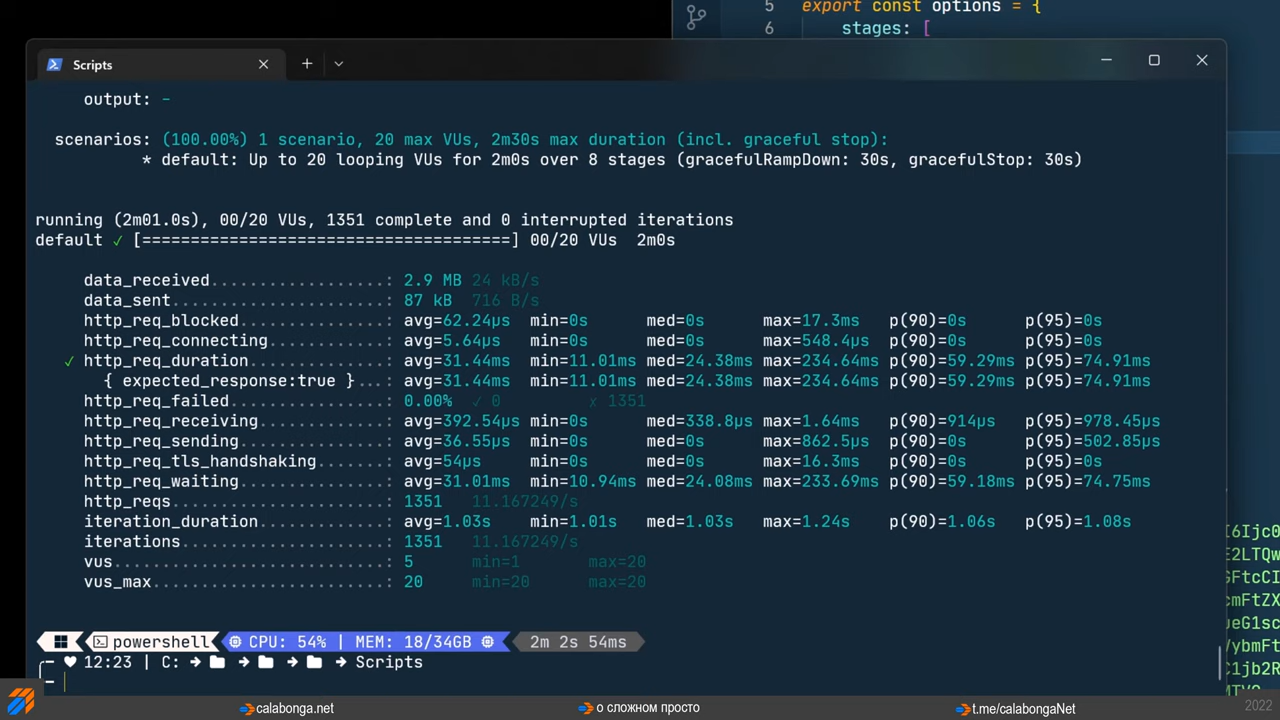 5 export const options = {
6 stages: [
Scripts
output: -
scenarios: (100.00%) 1 scenario, 20 max VUs, 2m30s max duration (incl. graceful stop):
* default: Up to 20 looping VUs for 2m0s over 8 stages (gracefulRampDown: 30s, gracefulStop: 30s)
running (2m01.0s), 00/20 VUs, 1351 complete and 0 interrupted iterations
default ✓ [======================================] 00/20 VUs 2m0s
data_received..................: 2.9 MB 24 kB/s
data_sent......................: 87 kB 716 B/s
http_req_blocked...............: avg=62.24µs min=0s med=0s max=17.3ms p(90)=0s p(95)=0s
http_req_connecting............: avg=5.64µs min=0s med=0s max=548.4µs p(90)=0s p(95)=0s
✓ http_req_duration..............: avg=31.44ms min=11.01ms med=24.38ms max=234.64ms p(90)=59.29ms p(95)=74.91ms
{ expected_response:true }...: avg=31.44ms min=11.01ms med=24.38ms max=234.64ms p(90)=59.29ms p(95)=74.91ms
http_req_failed................: 0.00% ✓ 0 x 1351
http_req_receiving.............: avg=392.54µs min=0s med=338.8µs max=1.64ms p(90)=914µs p(95)=978.45µs
http_req_sending...............: avg=36.55µs min=0s med=0s max=862.5µs p(90)=0s p(95)=502.85µs
http_req_tls_handshaking.......: avg=54µs min=0s med=0s max=16.3ms p(90)=0s p(95)=0s
http_req_waiting...............: avg=31.01ms min=10.94ms med=24.08ms max=233.69ms p(90)=59.18ms p(95)=74.75ms
http_reqs......................: 1351 11.167249/s
iteration_duration.............: avg=1.03s min=1.01s med=1.03s max=1.24s p(90)=1.06s p(95)=1.08s
iterations.....................: 1351 11.167249/s
vus............................: 5 min=1 max=20
vus_max........................: 20 min=20 max=20
I6Ijc0
E2LTQw
GFtcCI
cmFtZX
ueG1sc
VybmFt
C1jb2R
powershell CPU: 54% | MEM: 18/34GB 2m 2s 54ms
12:23 | C: → → → → Scripts
calabonga.net
о сложном просто
t.me/calabongaNet
2022